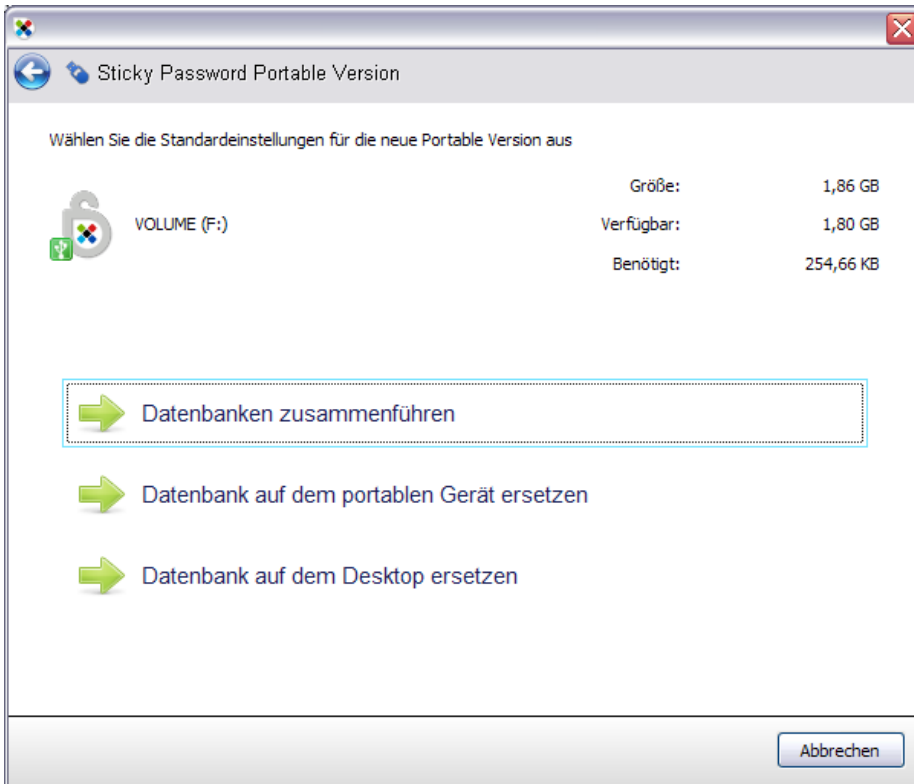 Sticky Password Portable Version
Wählen Sie die Standardeinstellungen für die neue Portable Version aus
Größe: 1,86 GB
VOLUME (F:) Verfügbar: 1,80 GB
Benötigt: 254,66 KB
Datenbanken zusammenführen
Datenbank auf dem portablen Gerät ersetzen
Datenbank auf dem Desktop ersetzen
Abbrechen